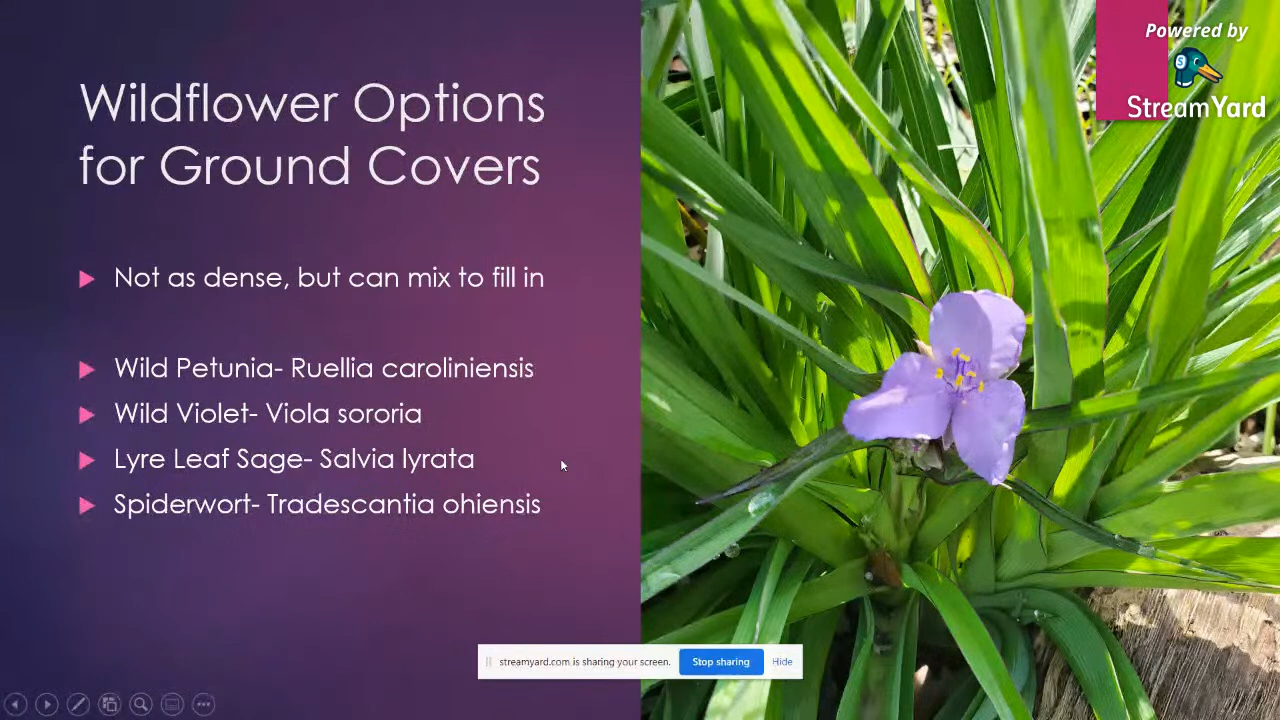 Powered by
StreamYard
Wildflower Options
for Ground Covers
Not as dense, but can mix to fill in
Wild Petunia- Ruellia caroliniensis
Wild Violet- Viola sororia
Lyre Leaf Sage- Salvia lyrata
Spiderwort- Tradescantia ohiensis
streamyard.com is sharing your screen. Stop sharing Hide